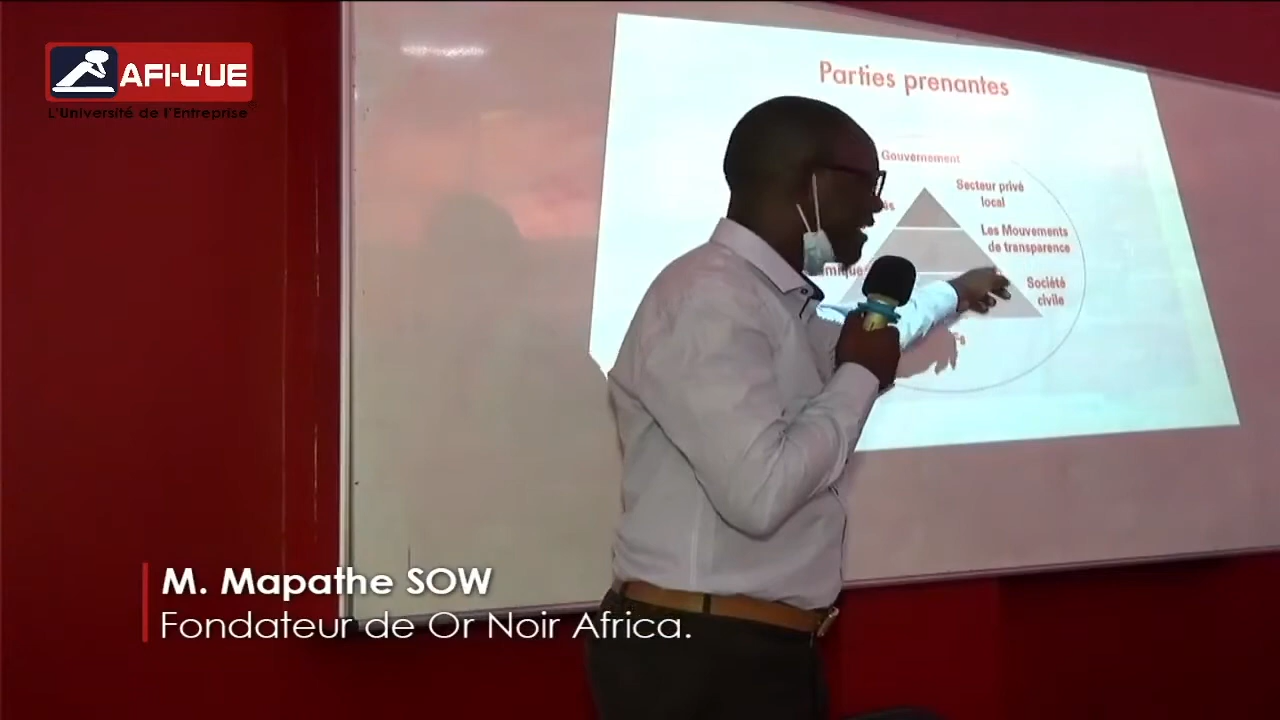 AFI-L'UE
L'Université de l'Entreprise
Parties prenantes
Gouvernement
Secteur privé
local
Les Mouvements
de transparence
Société
civile
M. Mapathe SOW
Fondateur de Or Noir Africa.